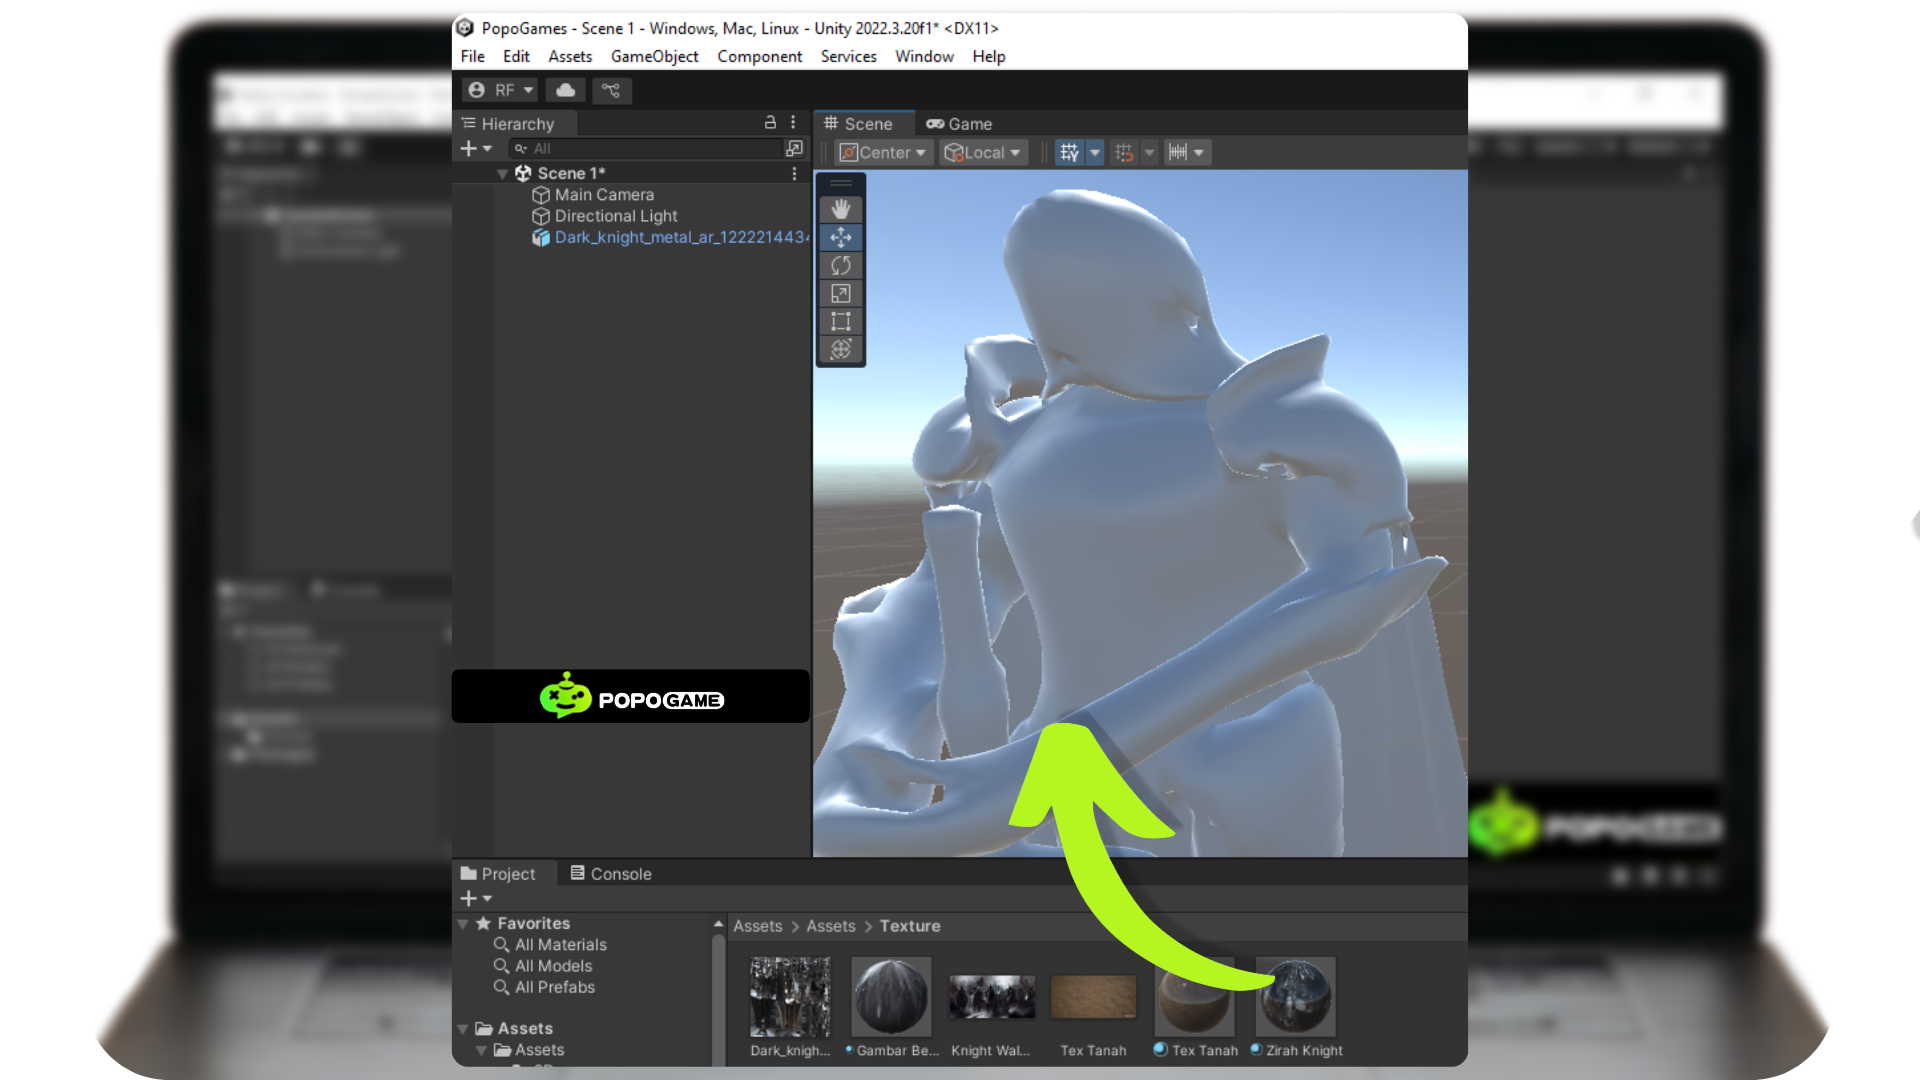 PopoGames - Scene 1 - Windows, Mac, Linux - Unity 2022.3.20f1* <DX11>
File Edit Assets GameObject Component Services Window Help
RF
Hierarchy
Scene Game
All
Center Local
Scene 1*
Main Camera
Directional Light
Dark_knight_metal_ar_1222214434
POPOGAME
Project Console
Favorites
All Materials
All Models
All Prefabs
Assets
Assets
Assets > Assets > Texture
Dark_knigh... Gambar Be... Knight Wal... Tex Tanah Tex Tanah Zirah Knight
POPOGAME